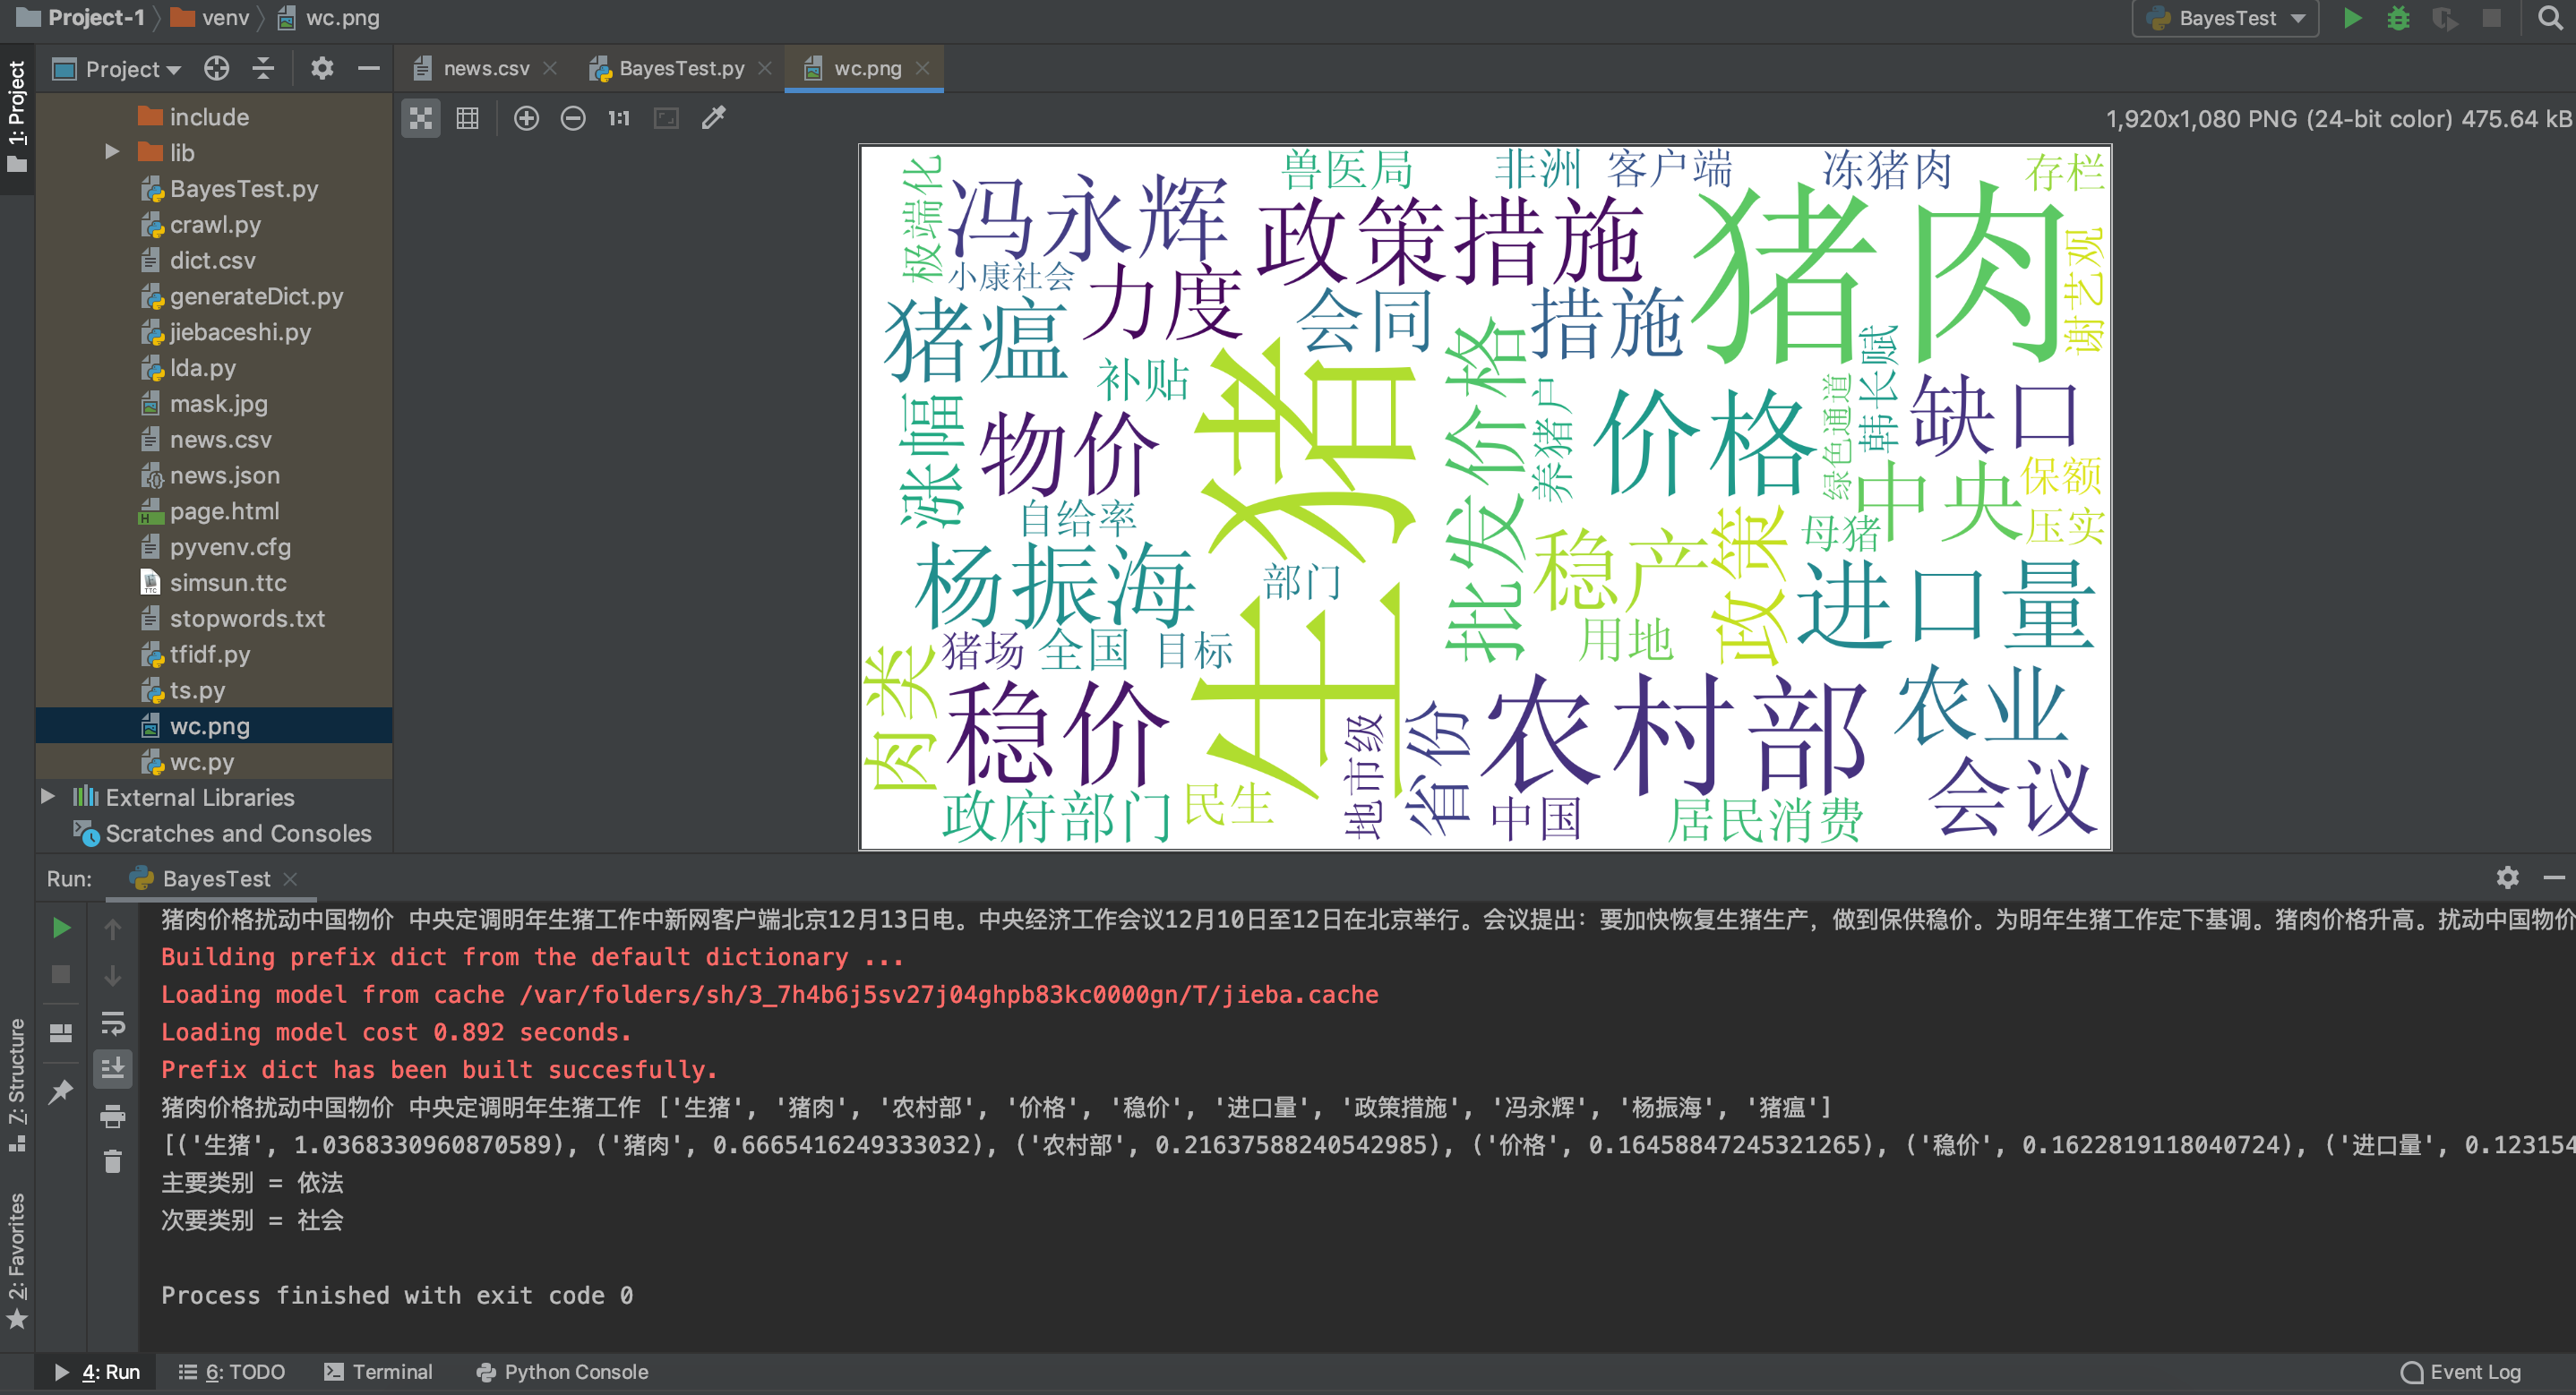 Project-1 venv wc.png
BayesTest
1: Project
Project
news.csv
BayesTest.py
wc.png
1:1
1,920x1,080 PNG (24-bit color) 475.64 kB
include
lib
BayesTest.py
crawl.py
dict.csv
generateDict.py
jiebaceshi.py
lda.py
mask.jpg
news.csv
news.json
page.html
pyvenv.cfg
simsun.ttc
stopwords.txt
tfidf.py
ts.py
wc.png
wc.py
External Libraries
Scratches and Consoles
极端化
冯永辉
兽医局
非洲
客户端
冻猪肉
存栏
小康社会
力度
政策措施
猪肉
谢艺观
猪瘟
会同
措施
补贴
批发价格
韩长赋
涨幅
物价
生猪
养猪户
价格
绿色通道
缺口
自给率
中央
保额
杨振海
部门
稳产
政策
母猪
压实
猪场
全国
目标
用地
进口量
肉类
稳价
地市级
省份
农村部
农业
政府部门
民生
中国
居民消费
会议
Run:
BayesTest
猪肉价格扰动中国物价 中央定调明年生猪工作中新网客户端北京12月13日电。中央经济工作会议12月10日至12日在北京举行。会议提出：要加快恢复生猪生产，做到保供稳价。为明年生猪工作定下基调。猪肉价格升高。扰动中国物价
Building prefix dict from the default dictionary ...
Loading model from cache /var/folders/sh/3_7h4b6j5sv27j04ghpb83kc0000gn/T/jieba.cache
Loading model cost 0.892 seconds.
Prefix dict has been built succesfully.
猪肉价格扰动中国物价 中央定调明年生猪工作 ['生猪', '猪肉', '农村部', '价格', '稳价', '进口量', '政策措施', '冯永辉', '杨振海', '猪瘟']
[('生猪', 1.0368330960870589), ('猪肉', 0.6665416249333032), ('农村部', 0.21637588240542985), ('价格', 0.16458847245321265), ('稳价', 0.1622819118040724), ('进口量', 0.123154
主要类别 = 依法
次要类别 = 社会
Process finished with exit code 0
7: Structure
2: Favorites
4: Run
6: TODO
Terminal
Python Console
Event Log